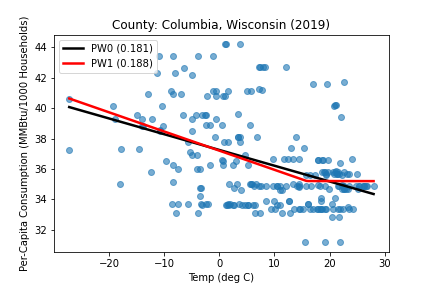 County: Columbia, Wisconsin (2019)
PW0 (0.181)
PW1 (0.188)
Per-Capita Consumption (MMBtu/1000 Households)
44
42
40
38
36
34
32
−20 −10 0 10 20 30
Temp (deg C)